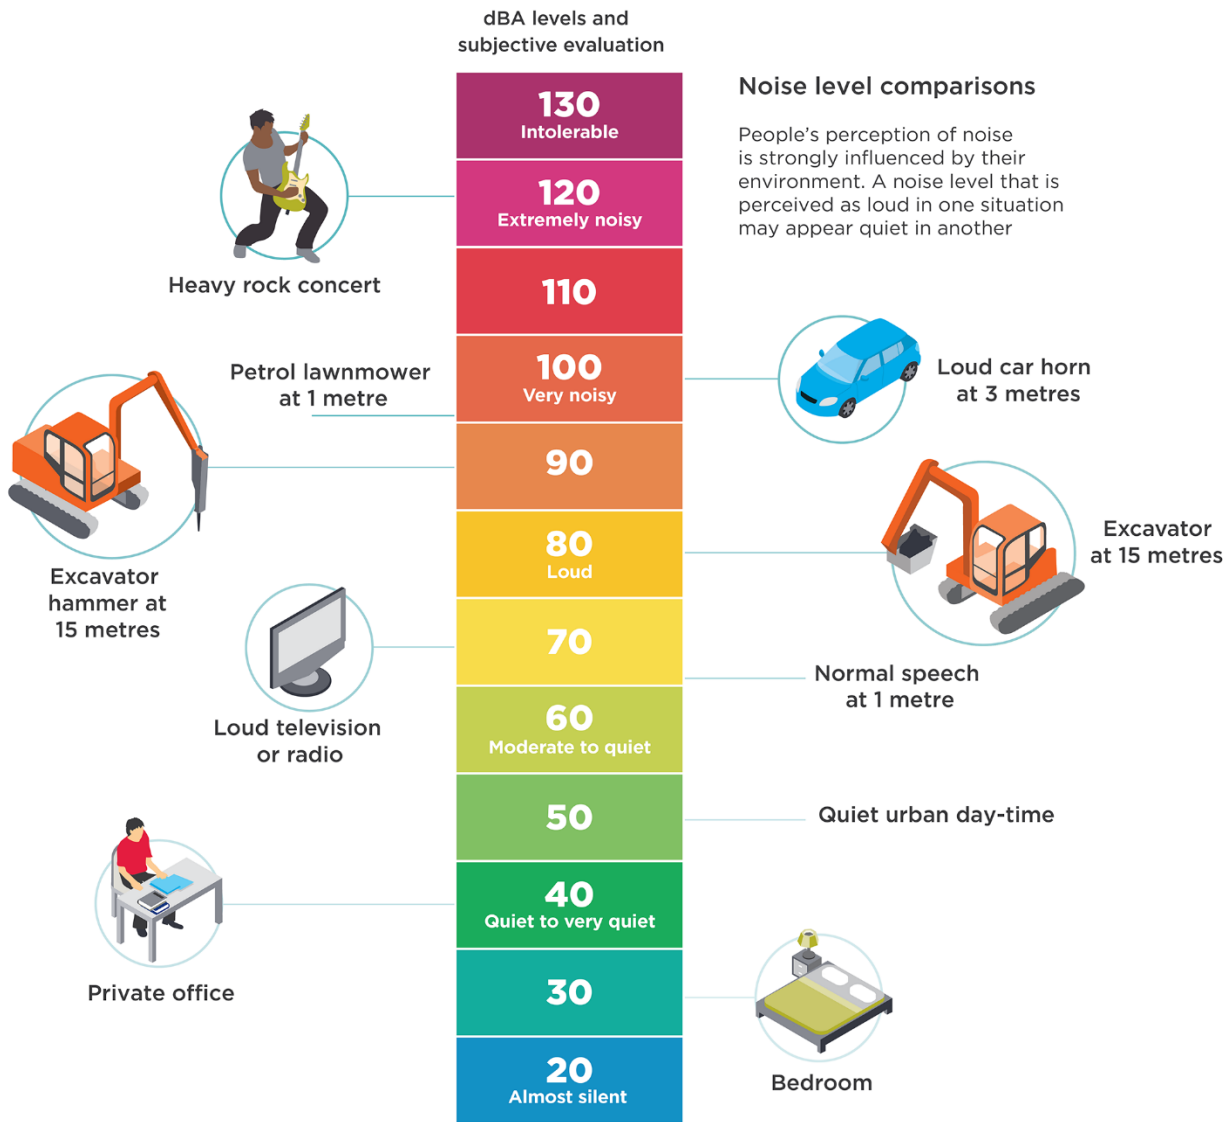 dBA levels and
subjective evaluation
Noise level comparisons
People’s perception of noise
is strongly influenced by their
environment. A noise level that is
perceived as loud in one situation
may appear quiet in another
130
Intolerable
120
Extremely noisy
Heavy rock concert
110
100
Very noisy
Petrol lawnmower
at 1 metre
Loud car horn
at 3 metres
90
Excavator
hammer at
15 metres
80
Loud
Excavator
at 15 metres
70
Loud television
or radio
Normal speech
at 1 metre
60
Moderate to quiet
50
Quiet urban day-time
40
Quiet to very quiet
Private office
30
Bedroom
20
Almost silent